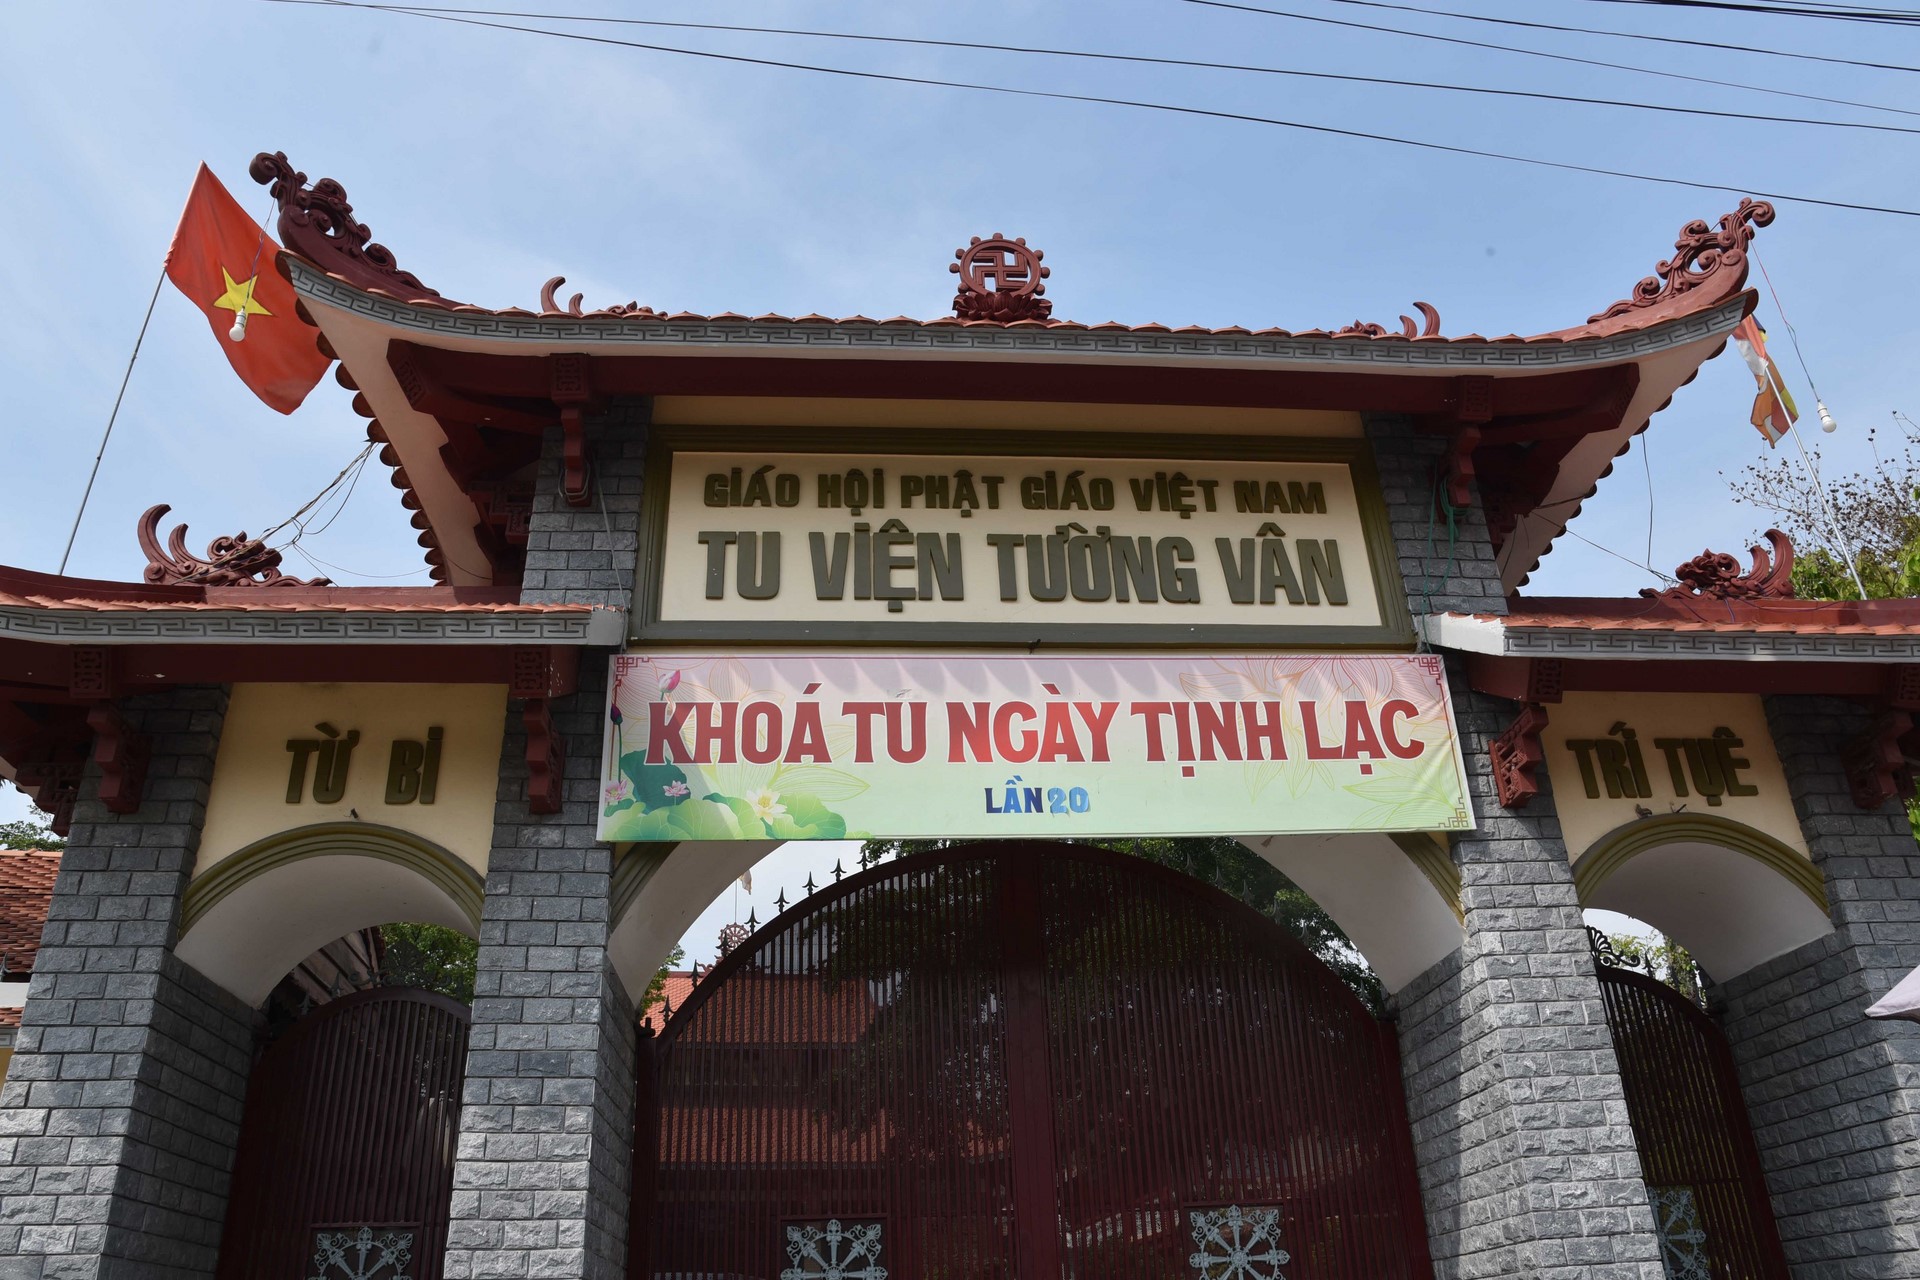 GIÁO HỘI PHẬT GIÁO VIỆT NAM
TU VIỆN TƯỜNG VÂN
KHOÁ TU NGÀY TỊNH LẠC
LẦN 20
TỪ BI
TRÍ TUỆ